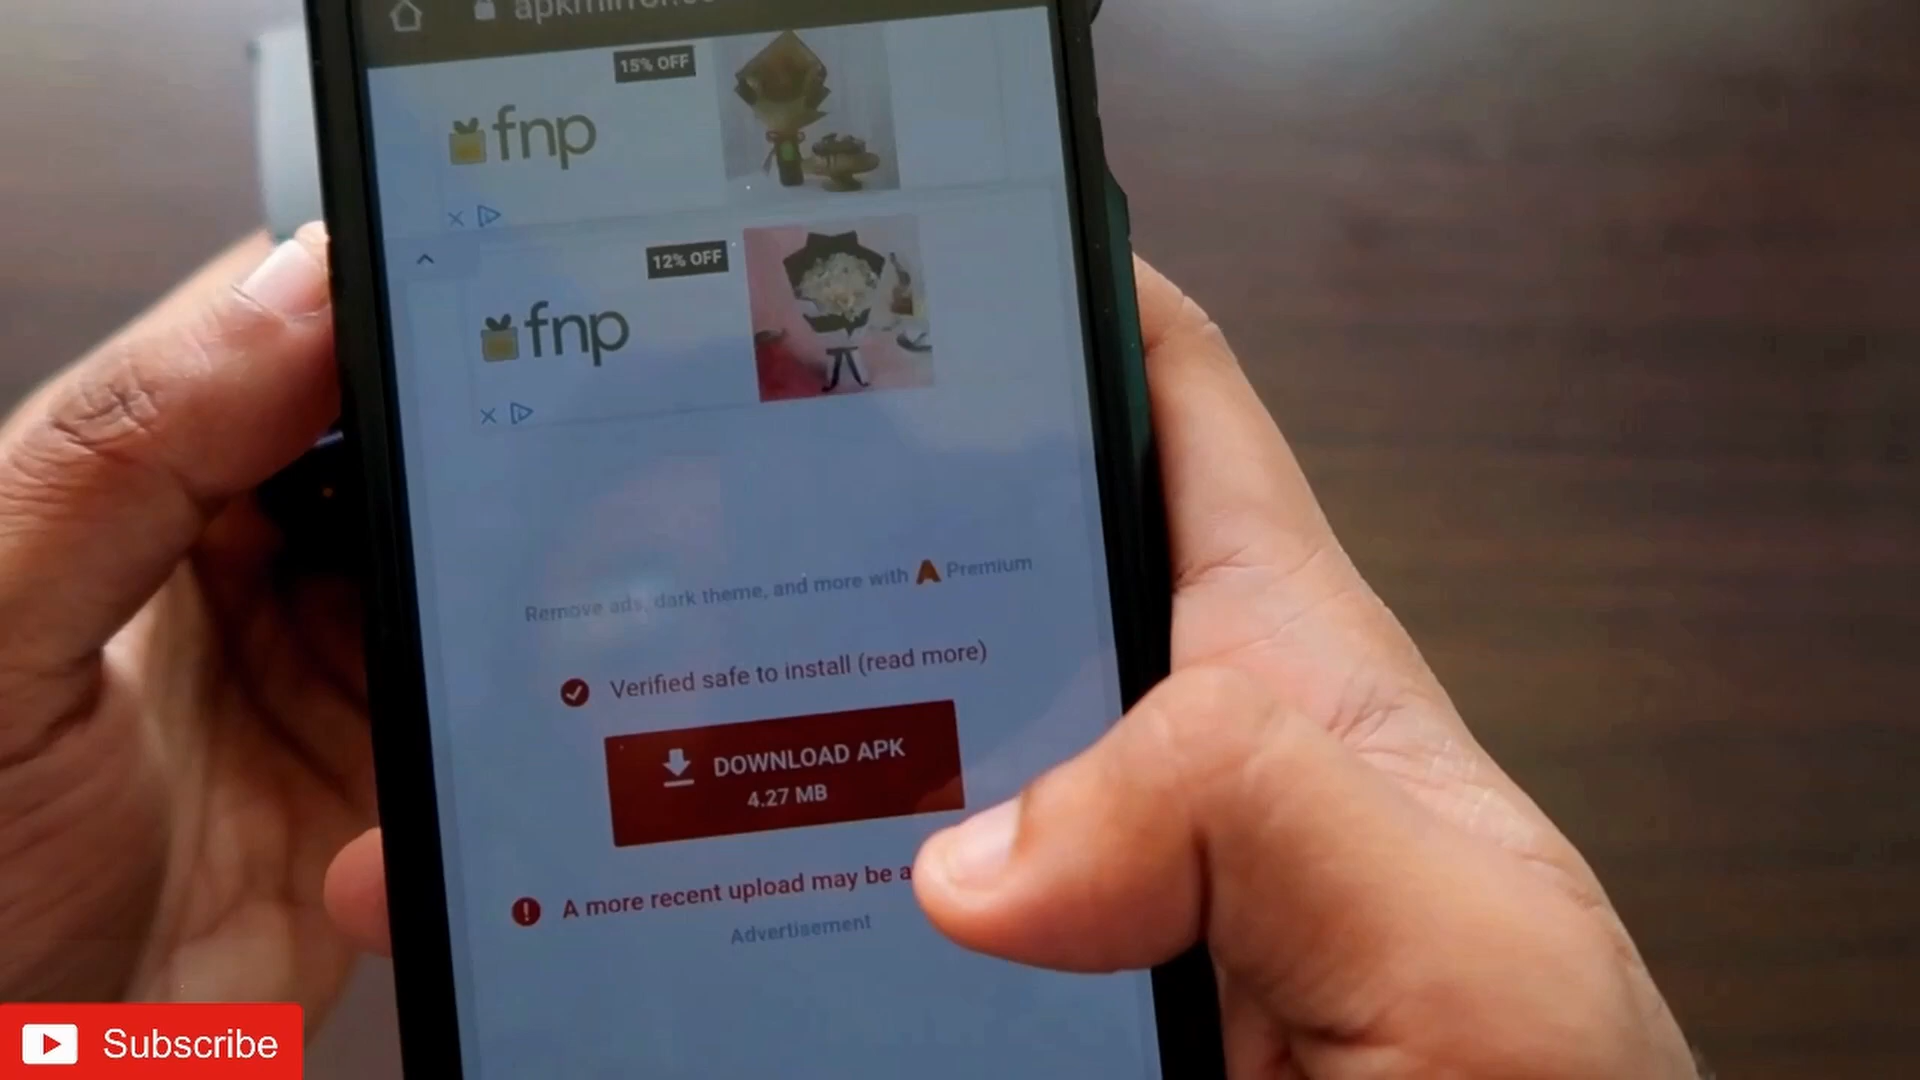 15% OFF
fnp
12% OFF
fnp
Remove ads, dark theme, and more with Premium
Verified safe to install (read more)
DOWNLOAD APK
4.27 MB
A more recent upload may be
Advertisement
Subscribe